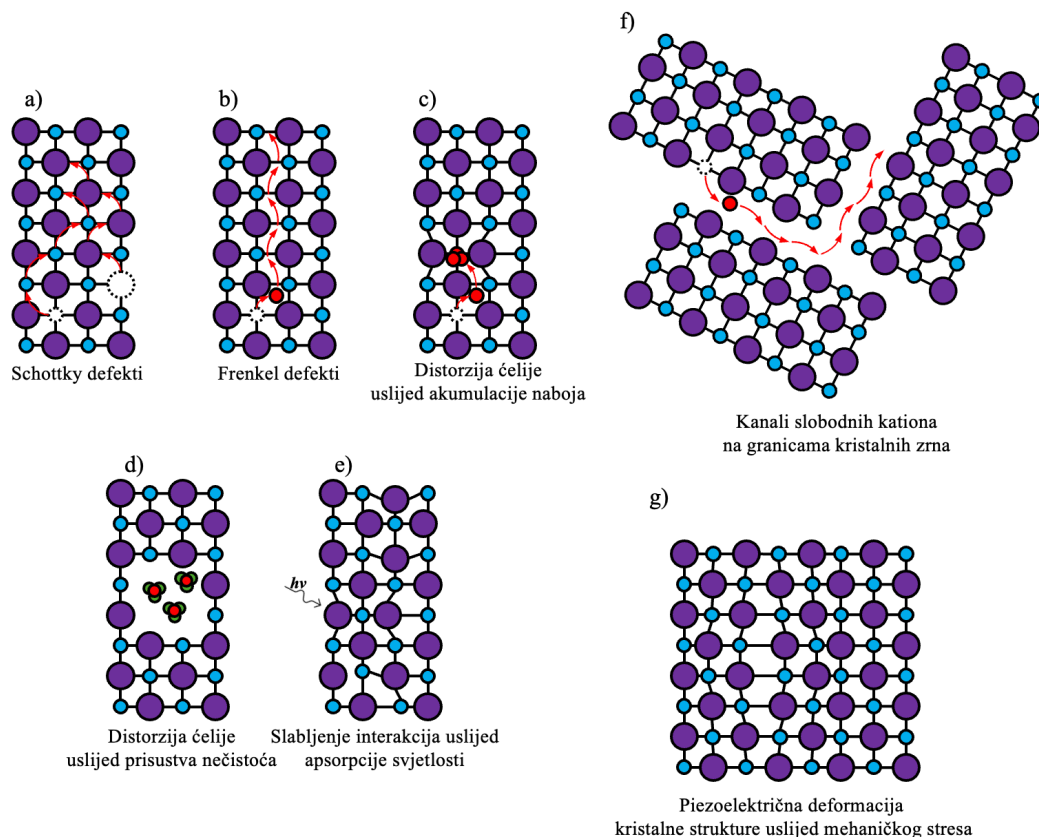 a)
Schottky defekti
b)
Frenkel defekti
c)
Distorzija ćelije
uslijed akumulacije naboja
f)
Kanali slobodnih kationa
na granicama kristalnih zrna
d)
Distorzija ćelije
uslijed prisustva nečistoća
e)
hν
Slabljenje interakcija uslijed
apsorpcije svjetlosti
g)
Piezoelektrična deformacija
kristalne strukture uslijed mehaničkog stresa